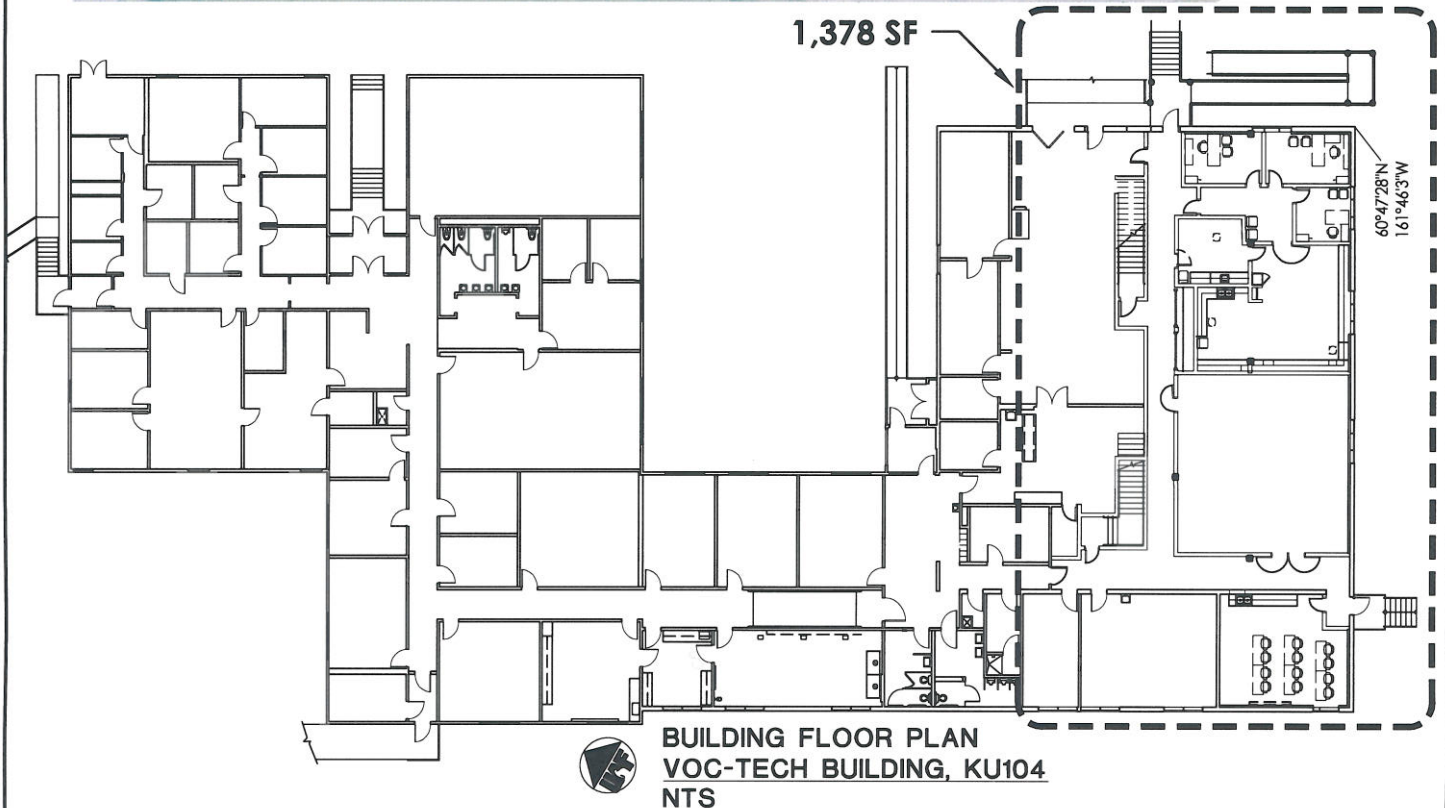 1,378 SF
60°47'28"N
161°46'3"W
BUILDING FLOOR PLAN
VOC-TECH BUILDING, KU104
NTS